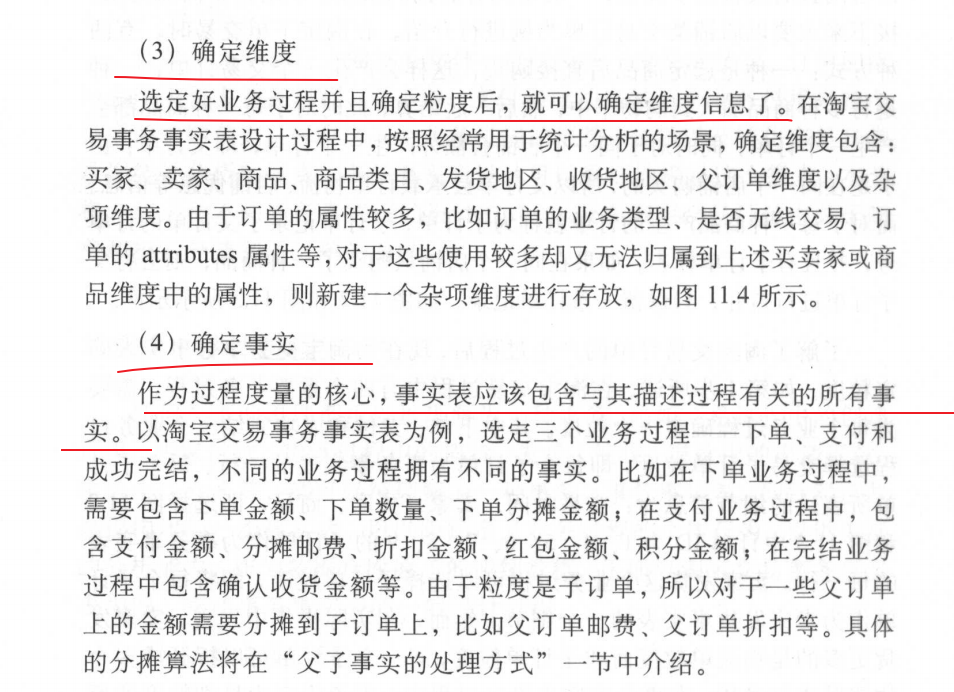 （3）确定维度
选定好业务过程并且确定粒度后，就可以确定维度信息了。在淘宝交
易事务事实表设计过程中，按照经常用于统计分析的场景，确定维度包含：
买家、卖家、商品、商品类目、发货地区、收货地区、父订单维度以及杂
项维度。由于订单的属性较多，比如订单的业务类型、是否无线交易、订
单的 attributes 属性等，对于这些使用较多却又无法归属到上述买卖家或商
品维度中的属性，则新建一个杂项维度进行存放，如图 11.4 所示。
（4）确定事实
作为过程度量的核心，事实表应该包含与其描述过程有关的所有事
实。以淘宝交易事务事实表为例，选定三个业务过程——下单、支付和
成功完结，不同的业务过程拥有不同的事实。比如在下单业务过程中，
需要包含下单金额、下单数量、下单分摊金额；在支付业务过程中，包
含支付金额、分摊邮费、折扣金额、红包金额、积分金额；在完结业务
过程中包含确认收货金额等。由于粒度是子订单，所以对于一些父订单
上的金额需要分摊到子订单上，比如父订单邮费、父订单折扣等。具体
的分摊算法将在“父子事实的处理方式”一节中介绍。